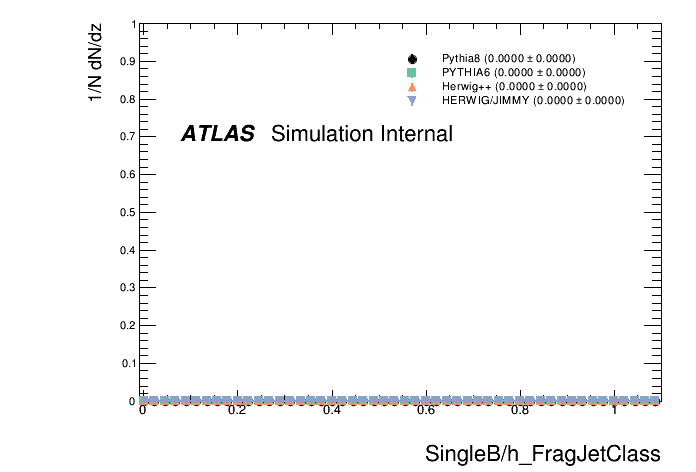 1/N dN/dz
1
0.9
0.8
0.7
0.6
0.5
0.4
0.3
0.2
0.1
0
Pythia8 (0.0000 ± 0.0000)
PYTHIA6 (0.0000 ± 0.0000)
Herwig++ (0.0000 ± 0.0000)
HERWIG/JIMMY (0.0000 ± 0.0000)
ATLAS Simulation Internal
0 0.2 0.4 0.6 0.8 1
SingleB/h_FragJetClass